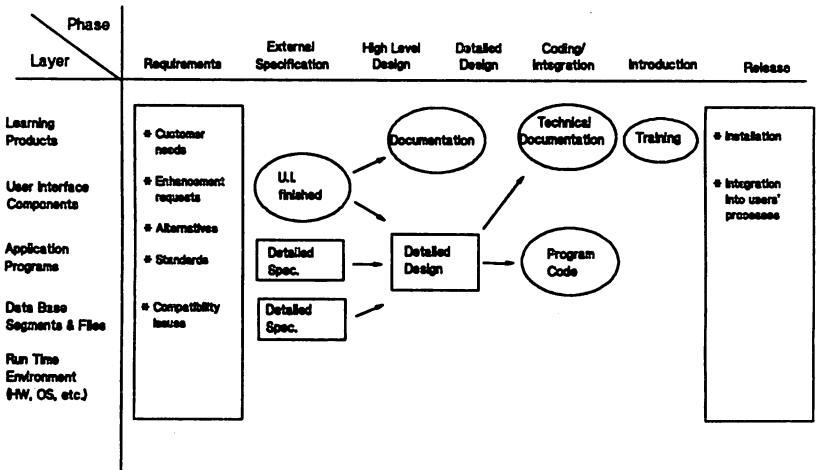 Phase
Layer
Requirements
External
Specification
High Level
Design
Detailed
Design
Coding/
Integration
Introduction
Release
Learning
Products
User Interface
Components
Application
Programs
Data Base
Segments & Files
Run Time
Environment
(HW, OS, etc.)
* Customer
needs
* Enhancement
requests
* Alternatives
* Standards
* Compatibility
issues
U.I.
finished
Detailed
Spec.
Detailed
Spec.
Documentation
Detailed
Design
Technical
Documentation
Program
Code
Training
* Installation
* Integration
into users'
processes